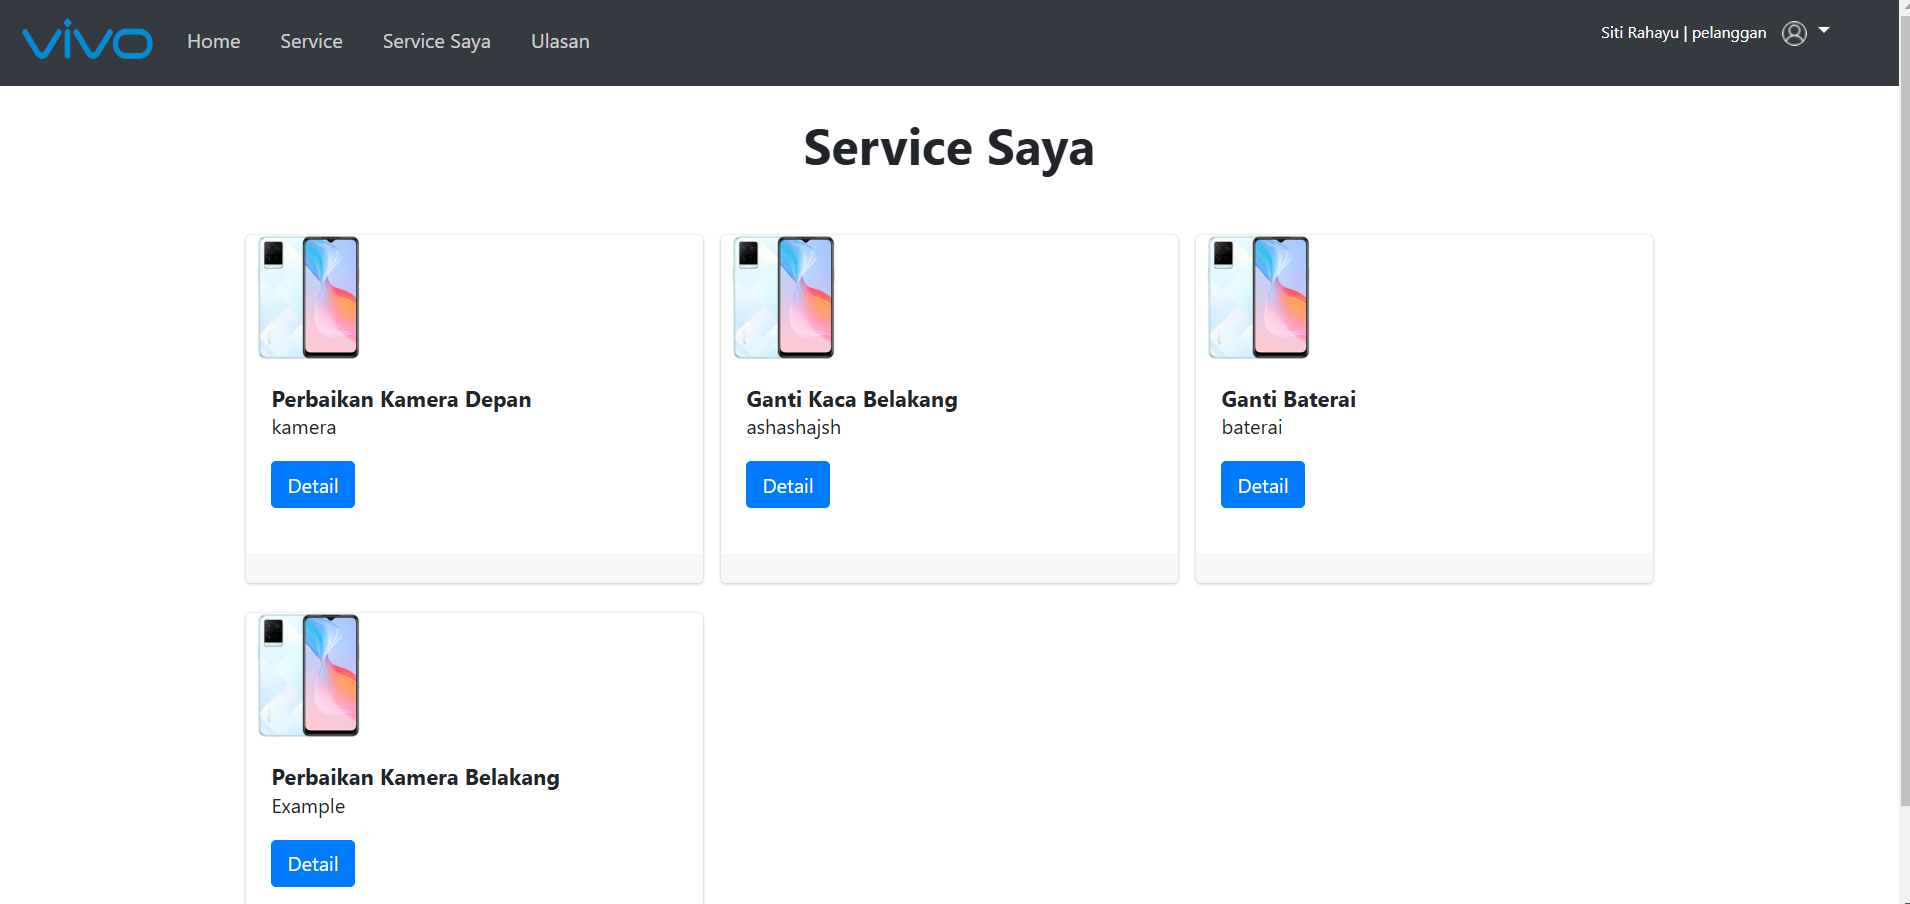 vivo
Home Service Service Saya Ulasan
Siti Rahayu | pelanggan
Service Saya
Perbaikan Kamera Depan
kamera
Detail
Ganti Kaca Belakang
ashashajsh
Detail
Ganti Baterai
baterai
Detail
Perbaikan Kamera Belakang
Example
Detail